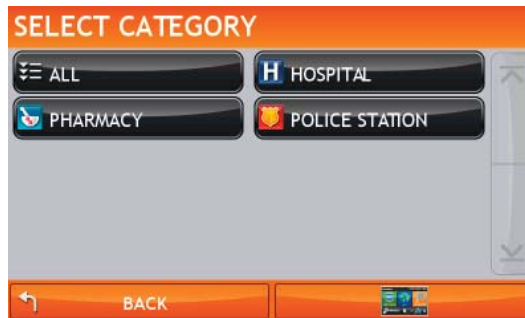 SELECT CATEGORY
ALL
H HOSPITAL
PHARMACY
POLICE STATION
BACK